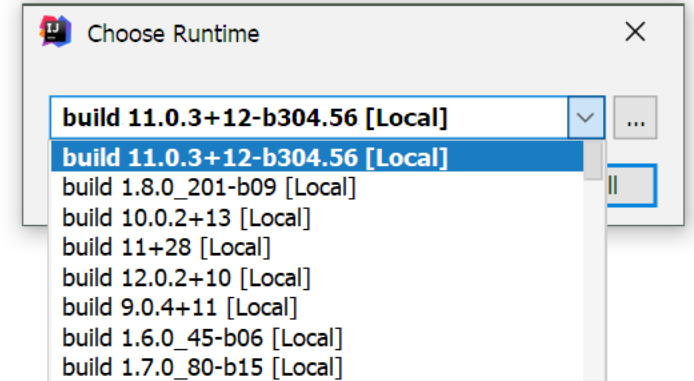 Choose Runtime
build 11.0.3+12-b304.56 [Local]
...
build 11.0.3+12-b304.56 [Local]
build 1.8.0_201-b09 [Local]
build 10.0.2+13 [Local]
build 11+28 [Local]
build 12.0.2+10 [Local]
build 9.0.4+11 [Local]
build 1.6.0_45-b06 [Local]
build 1.7.0_80-b15 [Local]